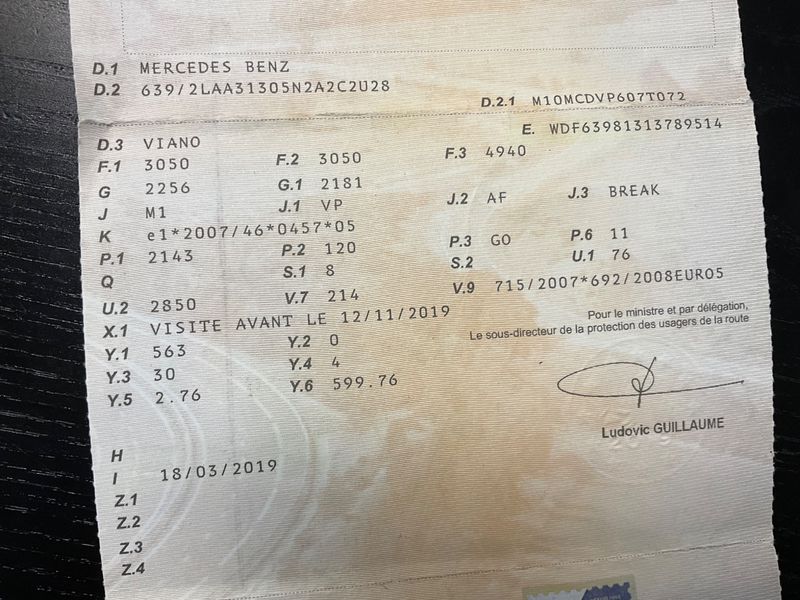 D.1 MERCEDES BENZ
D.2 639/2LAA31305N2A2C2U28
D.2.1 M10MCDVP607T072
D.3 VIANO
E. WDF63981313789514
F.1 3050 F.2 3050 F.3 4940
G 2256 G.1 2181
J M1 J.1 VP J.2 AF J.3 BREAK
K e1*2007/46*0457*05
P.1 2143 P.2 120 P.3 GO P.6 11
Q S.1 8 S.2 U.1 76
U.2 2850 V.7 214 V.9 715/2007*692/2008EURO5
X.1 VISITE AVANT LE 12/11/2019
Y.1 563 Y.2 0
Y.3 30 Y.4 4
Y.5 2.76 Y.6 599.76
Pour le ministre et par délégation,
Le sous-directeur de la protection des usagers de la route
Ludovic GUILLAUME
H
I 18/03/2019
Z.1
Z.2
Z.3
Z.4